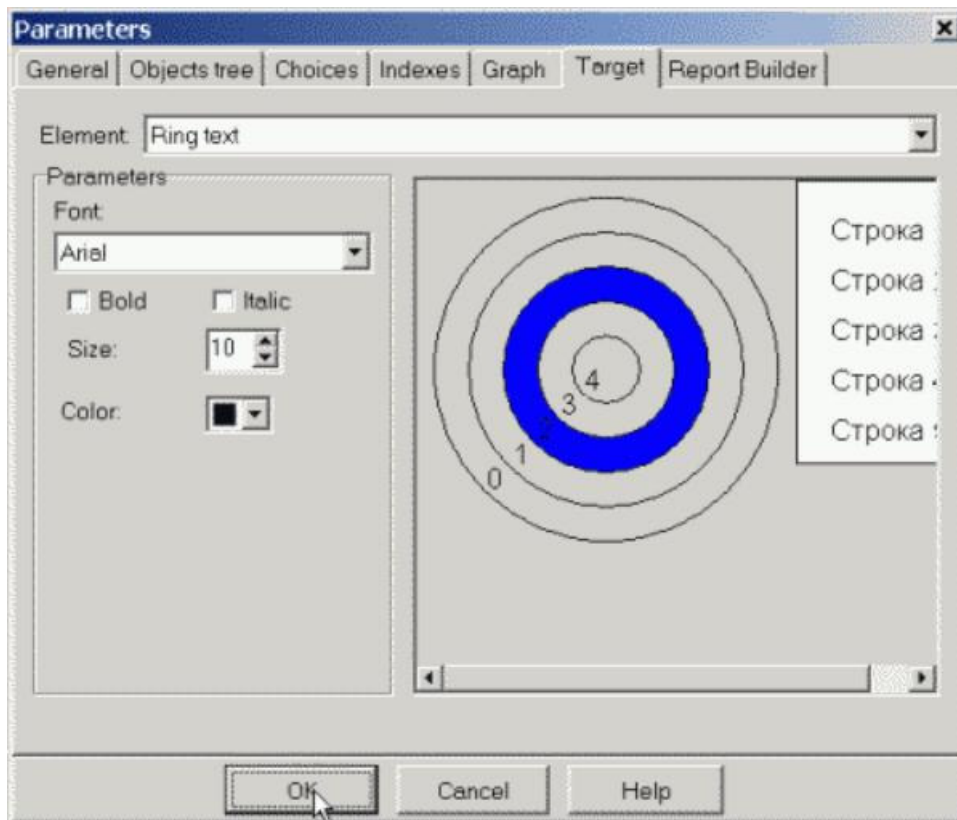 Parameters
General Objects tree Choices Indexes Graph Target Report Builder
Element: Ring text
Parameters
Font:
Arial
Bold Italic
Size: 10
Color:
4
3
2
1
0
Строка
Строка
Строка
Строка
Строка
OK Cancel Help